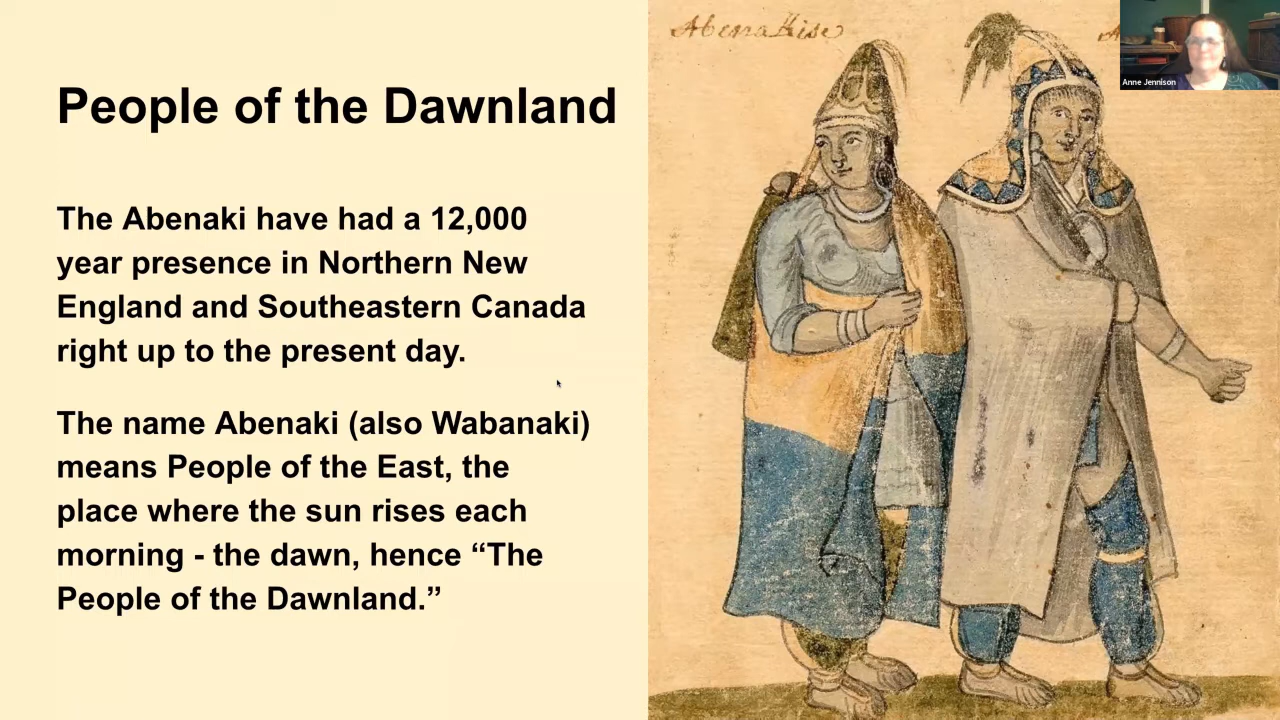 People of the Dawnland
The Abenaki have had a 12,000
year presence in Northern New
England and Southeastern Canada
right up to the present day.
The name Abenaki (also Wabanaki)
means People of the East, the
place where the sun rises each
morning - the dawn, hence “The
People of the Dawnland.”
Abenakise
Anne Jennison